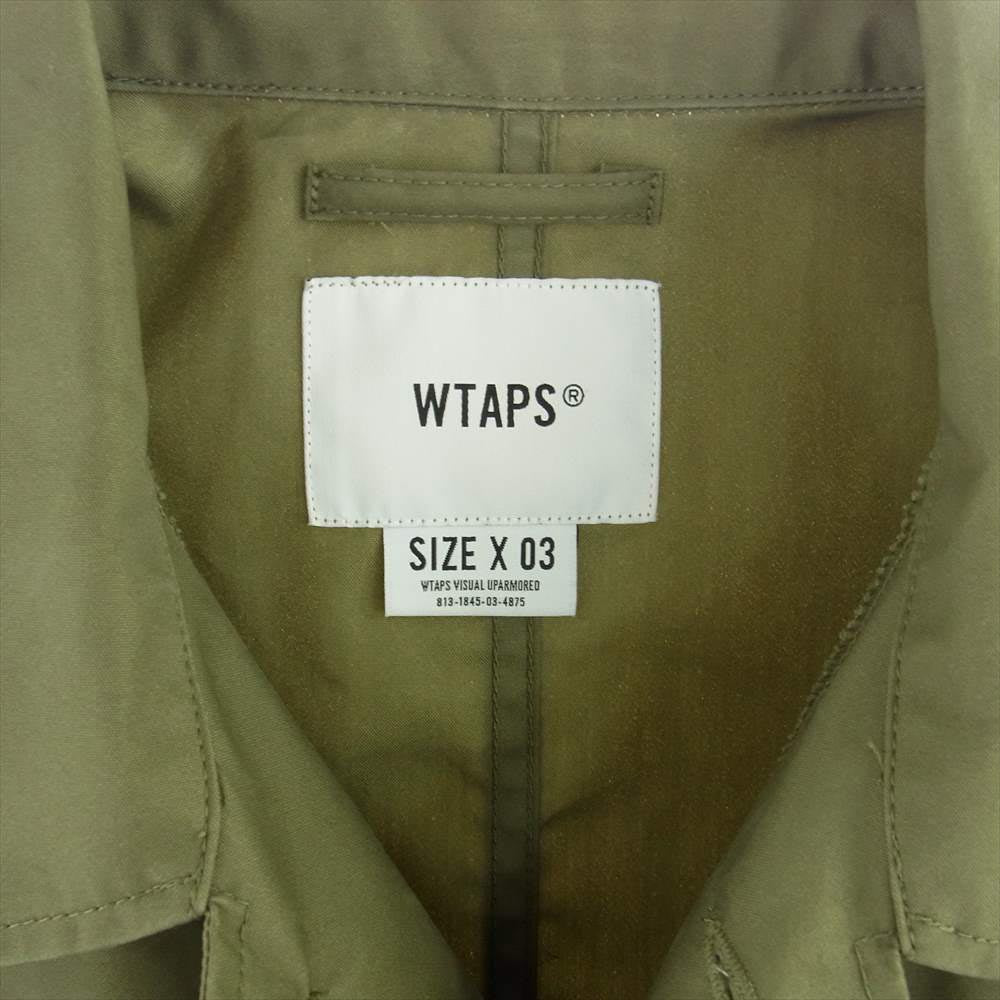 WTAPS®
SIZE X 03
WTAPS VISUAL UPARMORED
813-1845-03-4875